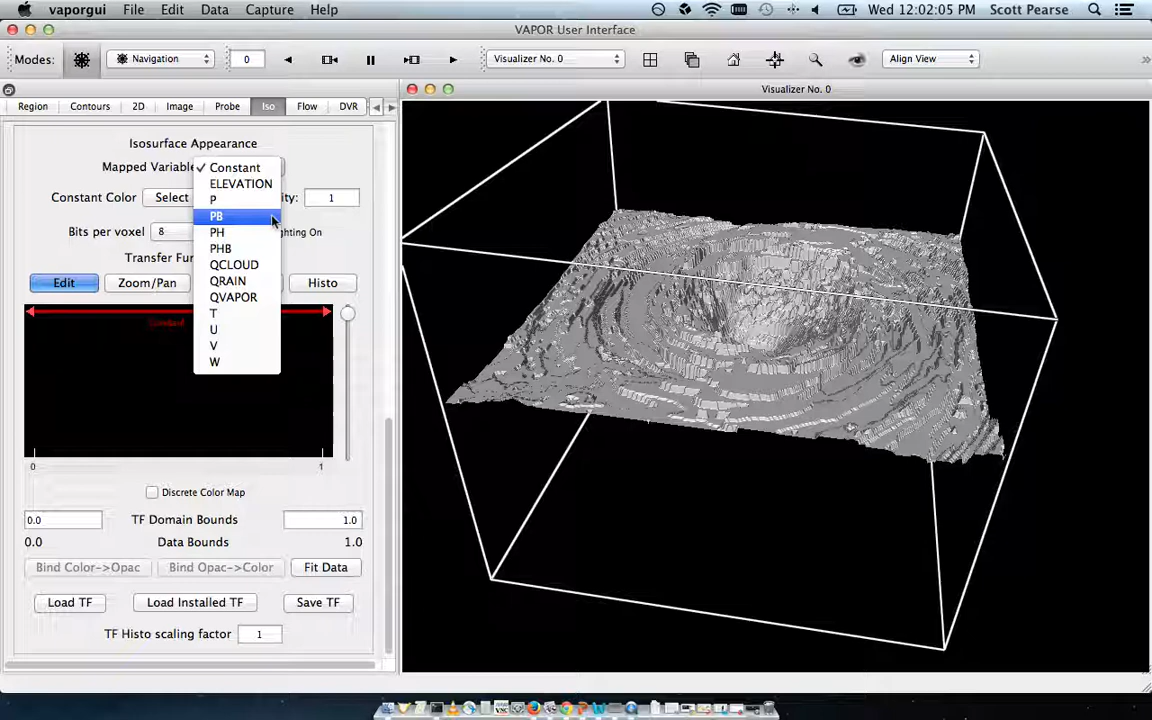 vaporgui File Edit Data Capture Help Wed 12:02:05 PM Scott Pearse
VAPOR User Interface
Modes: Navigation 0 Visualizer No. 0 Align View
Region Contours 2D Image Probe Iso Flow DVR
Visualizer No. 0
Isosurface Appearance
Mapped Variable
✓ Constant
ELEVATION
P
PB
PH
PHB
QCLOUD
QRAIN
QVAPOR
T
U
V
W
Constant Color Select ity: 1
Bits per voxel 8 ghting On
Transfer Fun
Edit Zoom/Pan Histo
Constant
0 1
Discrete Color Map
0.0 TF Domain Bounds 1.0
0.0 Data Bounds 1.0
Bind Color->Opac Bind Opac->Color Fit Data
Load TF Load Installed TF Save TF
TF Histo scaling factor 1